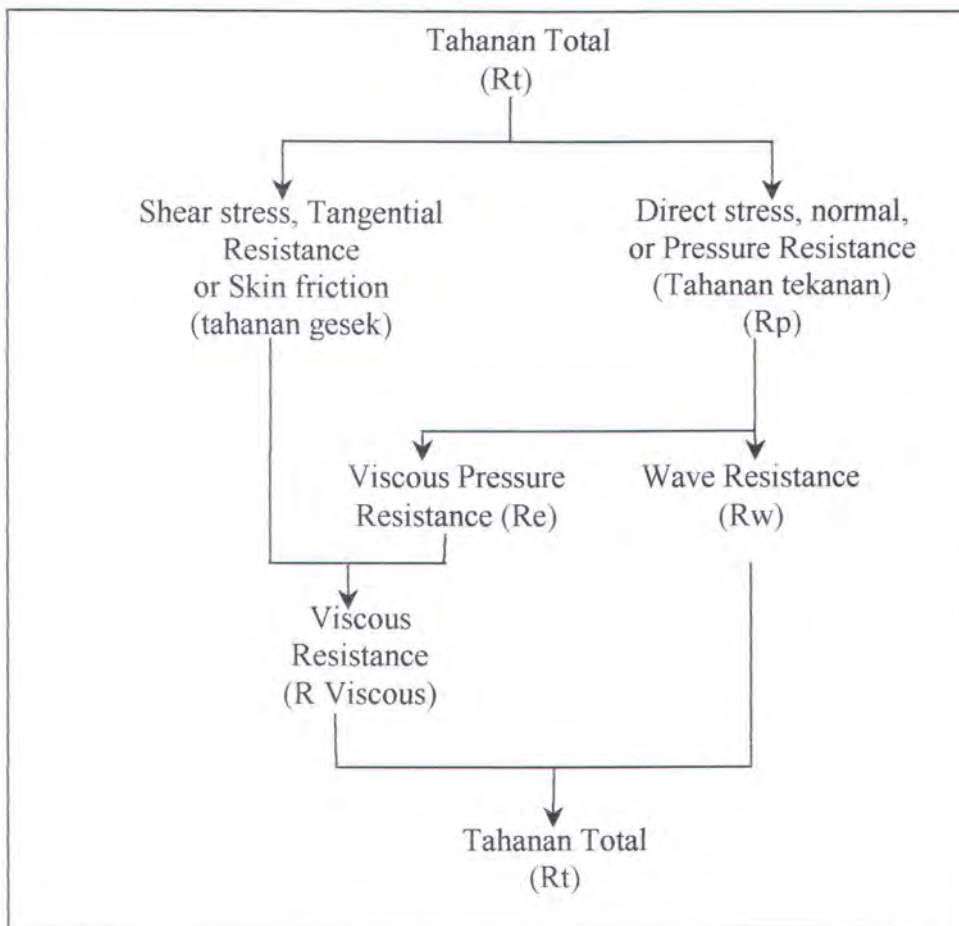 Tahanan Total
(Rt)
Shear stress, Tangential
Resistance
or Skin friction
(tahanan gesek)
Direct stress, normal,
or Pressure Resistance
(Tahanan tekanan)
(Rp)
Viscous Pressure
Resistance (Re)
Wave Resistance
(Rw)
Viscous
Resistance
(R Viscous)
Tahanan Total
(Rt)